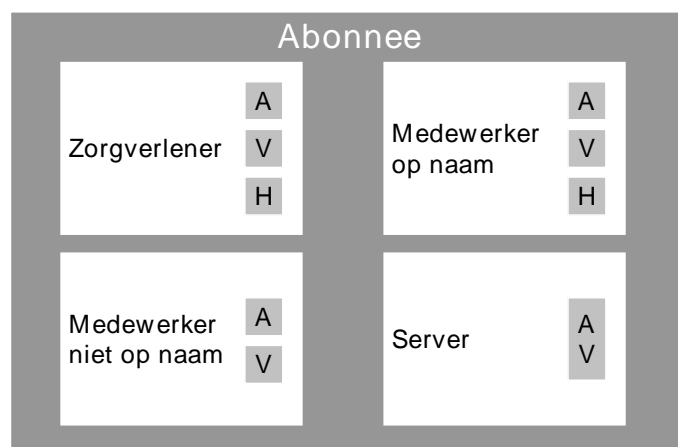 Abonnee
Zorgverlener
A
V
H
Medewerker
op naam
A
V
H
Medewerker
niet op naam
A
V
Server
A
V